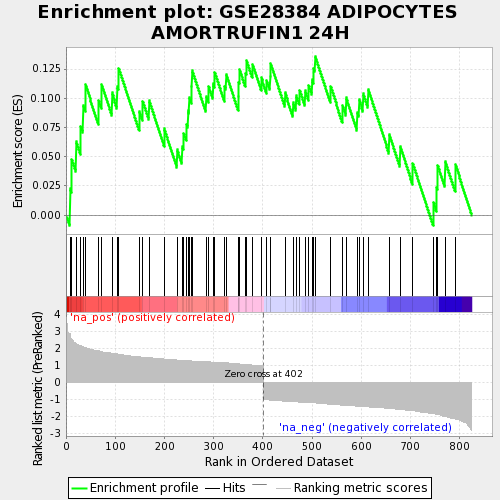 Enrichment plot: GSE28384 ADIPOCYTES
AMORTRUFIN1 24H
Enrichment score (ES)
0.125
0.100
0.075
0.050
0.025
0.000
Ranked list metric (PreRanked)
4
3
2
1
0
-1
-2
-3
'na_pos' (positively correlated)
Zero cross at 402
'na_neg' (negatively correlated)
0 100 200 300 400 500 600 700 800
Rank in Ordered Dataset
Enrichment profile Hits Ranking metric scores